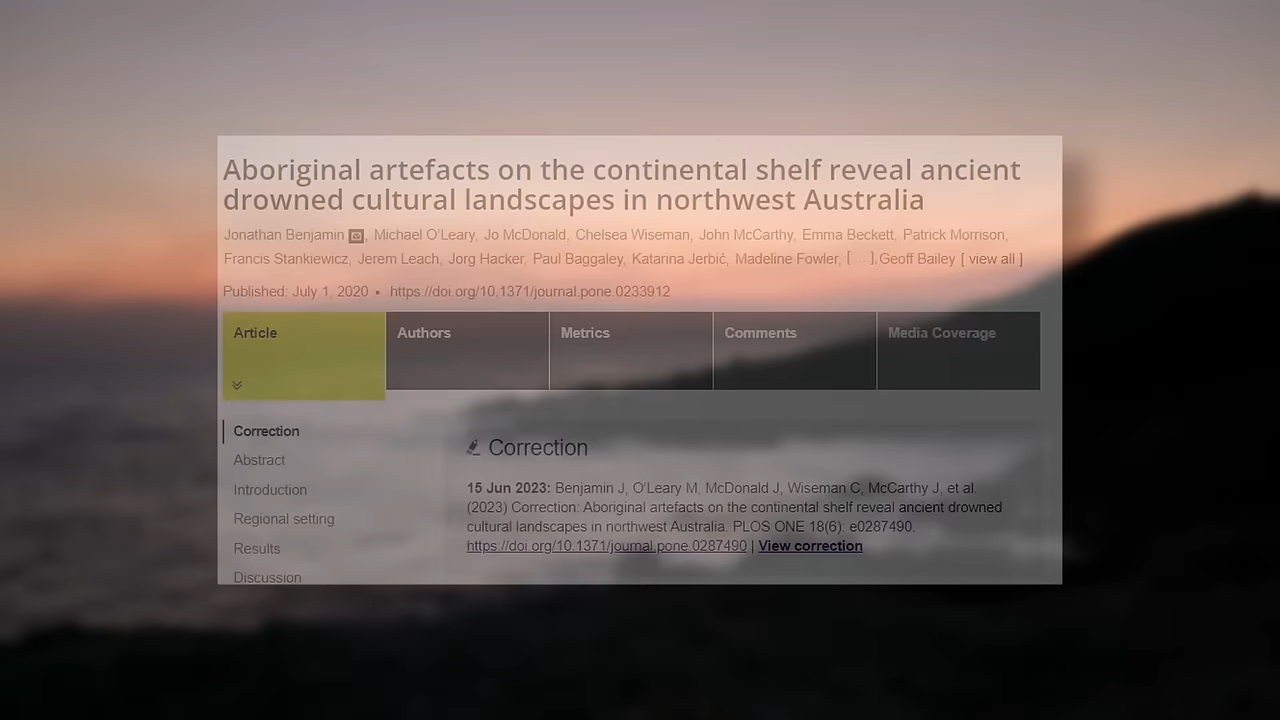 Aboriginal artefacts on the continental shelf reveal ancient
drowned cultural landscapes in northwest Australia
Jonathan Benjamin, Michael O'Leary, Jo McDonald, Chelsea Wiseman, John McCarthy, Emma Beckett, Patrick Morrison,
Francis Stankiewicz, Jerem Leach, Jorg Hacker, Paul Baggaley, Katarina Jerbić, Madeline Fowler, [ ... ], Geoff Bailey [ view all ]
Published: July 1, 2020 • https://doi.org/10.1371/journal.pone.0233912
Article Authors Metrics Comments Media Coverage
Correction
Abstract
Introduction
Regional setting
Results
Discussion
Correction
15 Jun 2023: Benjamin J, O'Leary M, McDonald J, Wiseman C, McCarthy J, et al.
(2023) Correction: Aboriginal artefacts on the continental shelf reveal ancient drowned
cultural landscapes in northwest Australia. PLOS ONE 18(6): e0287490.
https://doi.org/10.1371/journal.pone.0287490 | View correction